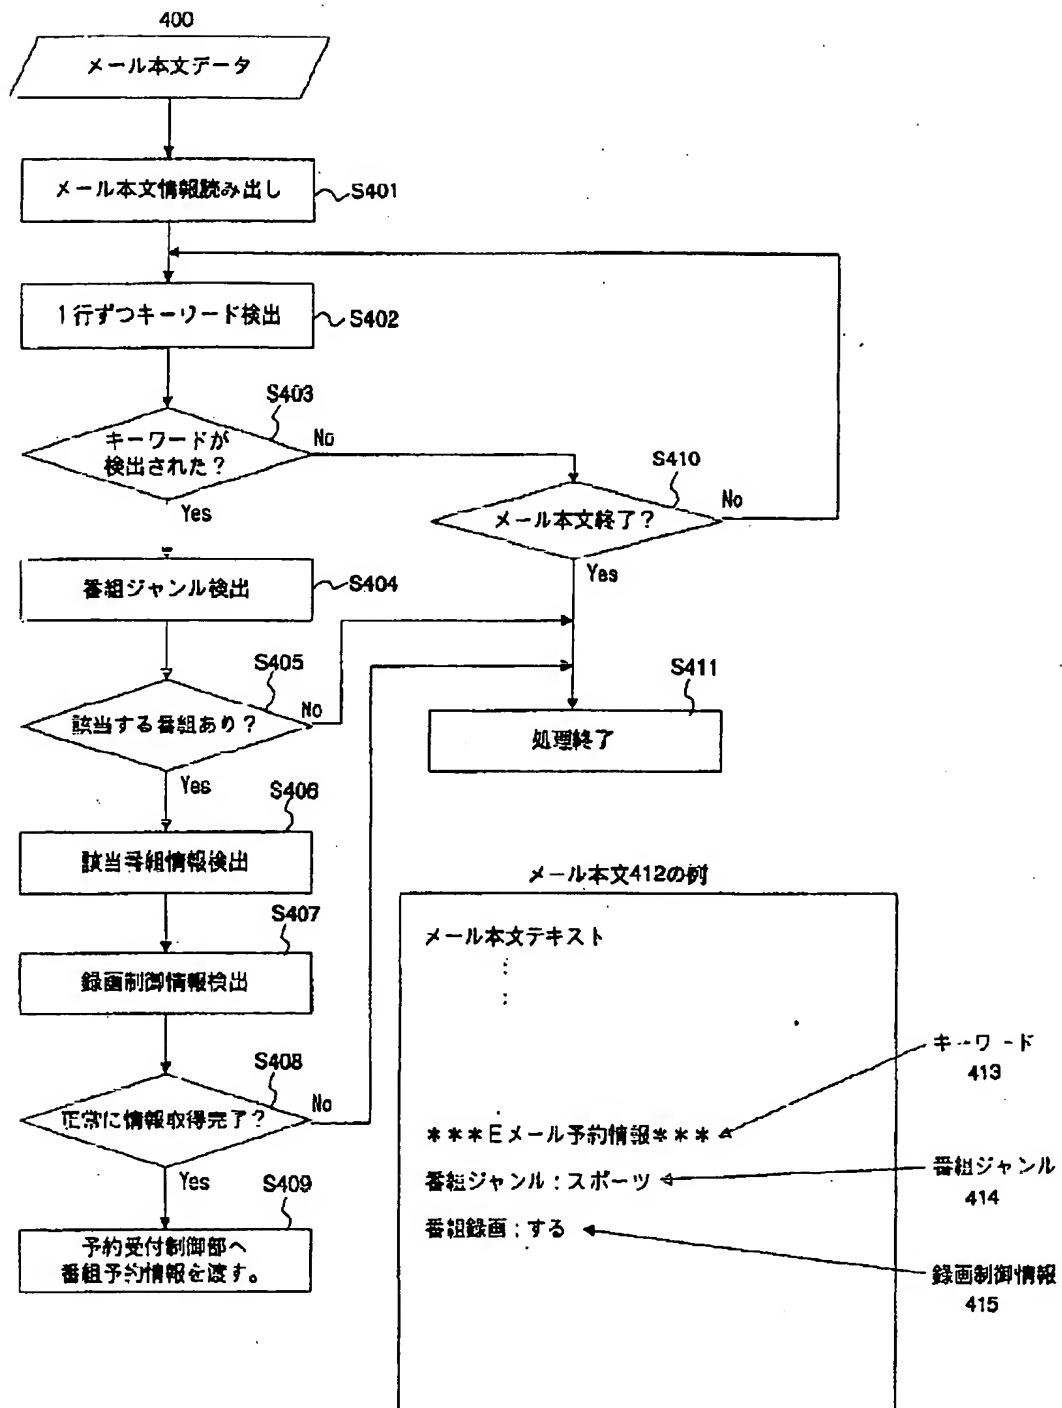 400
メール本文データ
メール本文情報読み出し
S401
1行ずつキーワード検出
S402
S403
キーワードが
検出された?
No
Yes
S410
メール本文終了?
No
Yes
番組ジャンル検出
S404
S405
該当する番組あり?
No
Yes
S411
処理終了
S406
該当番組情報検出
S407
録画制御情報検出
S408
正常に情報取得完了?
No
Yes
S409
予約受付制御部へ
番組予約情報を渡す。
メール本文412の例
メール本文テキスト
:
:
***Eメール予約情報***
番組ジャンル:スポーツ
番組録画:する
キーワード
413
番組ジャンル
414
録画制御情報
415